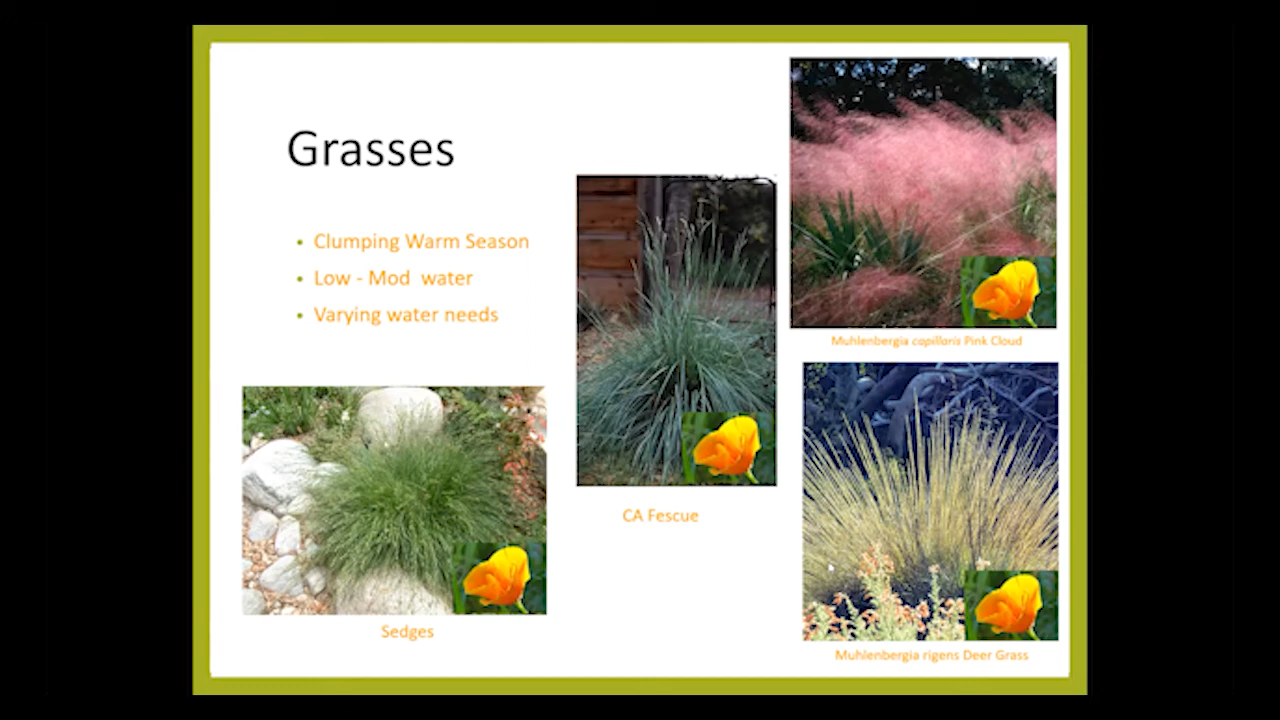 Grasses
Clumping Warm Season
Low - Mod water
Varying water needs
Sedges
CA Fescue
Muhlenbergia capillaris Pink Cloud
Muhlenbergia rigens Deer Grass